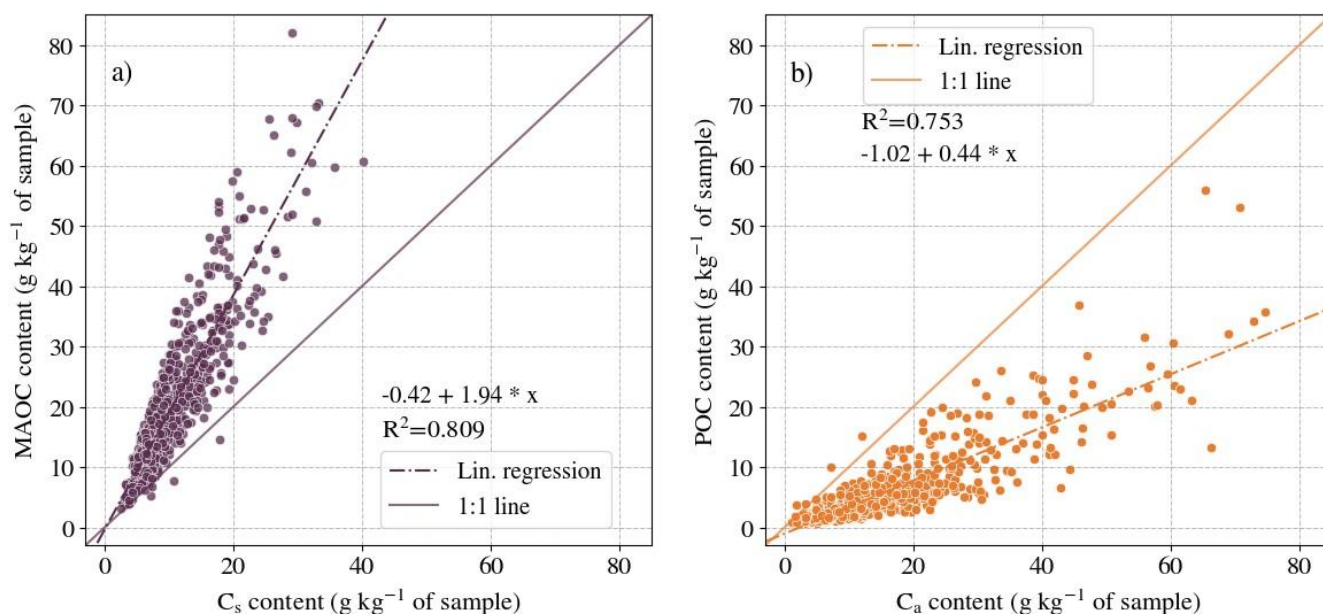 a)
MAOC content (g kg⁻¹ of sample)
80
70
60
50
40
30
20
10
0
-0.42 + 1.94 * x
R²=0.809
Lin. regression
1:1 line
0 20 40 60 80
Cₛ content (g kg⁻¹ of sample)
b)
POC content (g kg⁻¹ of sample)
80
70
60
50
40
30
20
10
0
Lin. regression
1:1 line
R²=0.753
-1.02 + 0.44 * x
0 20 40 60 80
Cₐ content (g kg⁻¹ of sample)